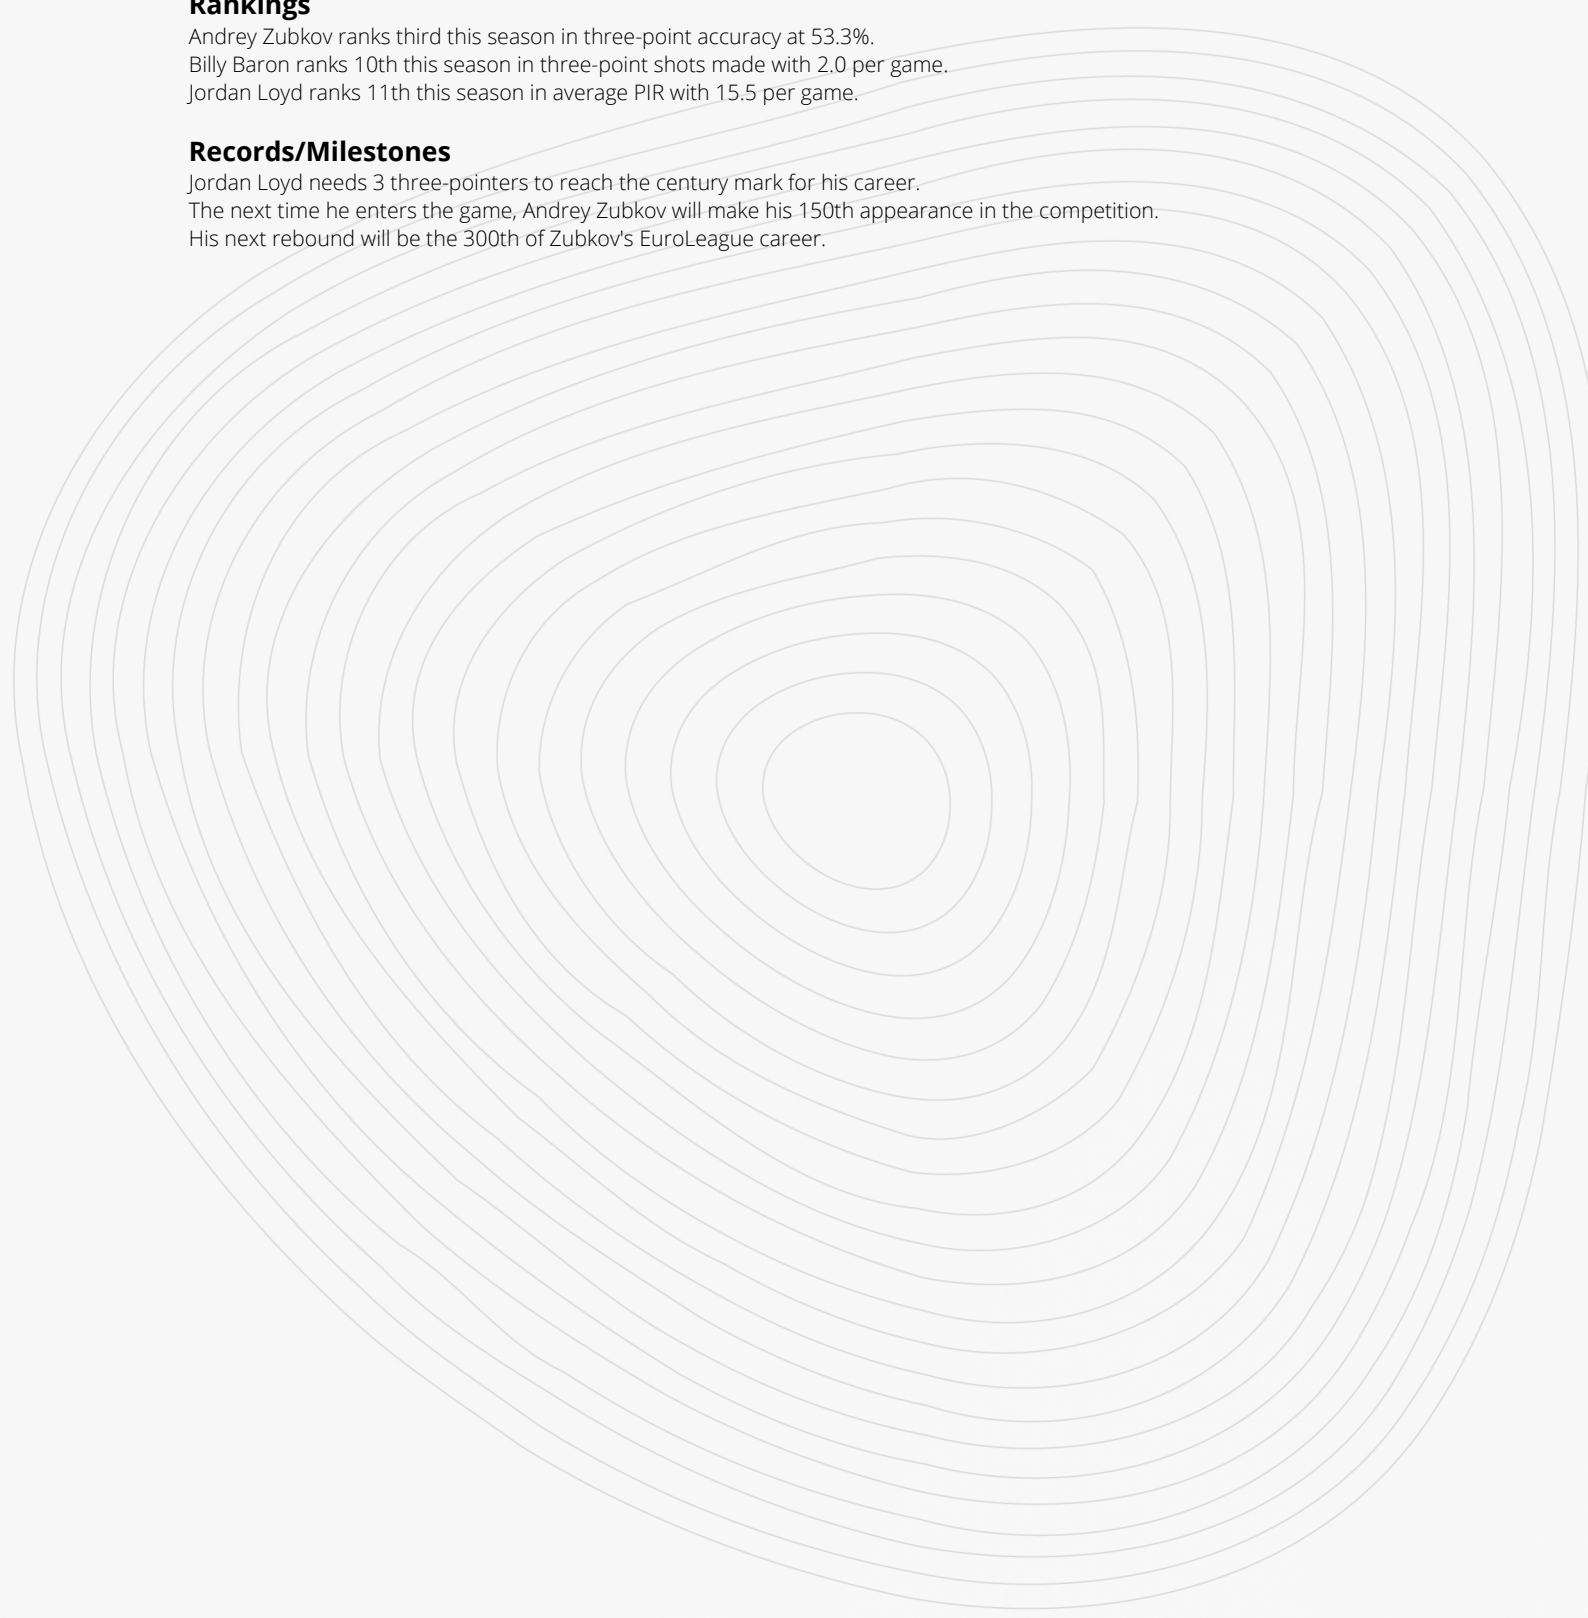 Rankings
Andrey Zubkov ranks third this season in three-point accuracy at 53.3%.
Billy Baron ranks 10th this season in three-point shots made with 2.0 per game.
Jordan Loyd ranks 11th this season in average PIR with 15.5 per game.
Records/Milestones
Jordan Loyd needs 3 three-pointers to reach the century mark for his career.
The next time he enters the game, Andrey Zubkov will make his 150th appearance in the competition.
His next rebound will be the 300th of Zubkov's EuroLeague career.